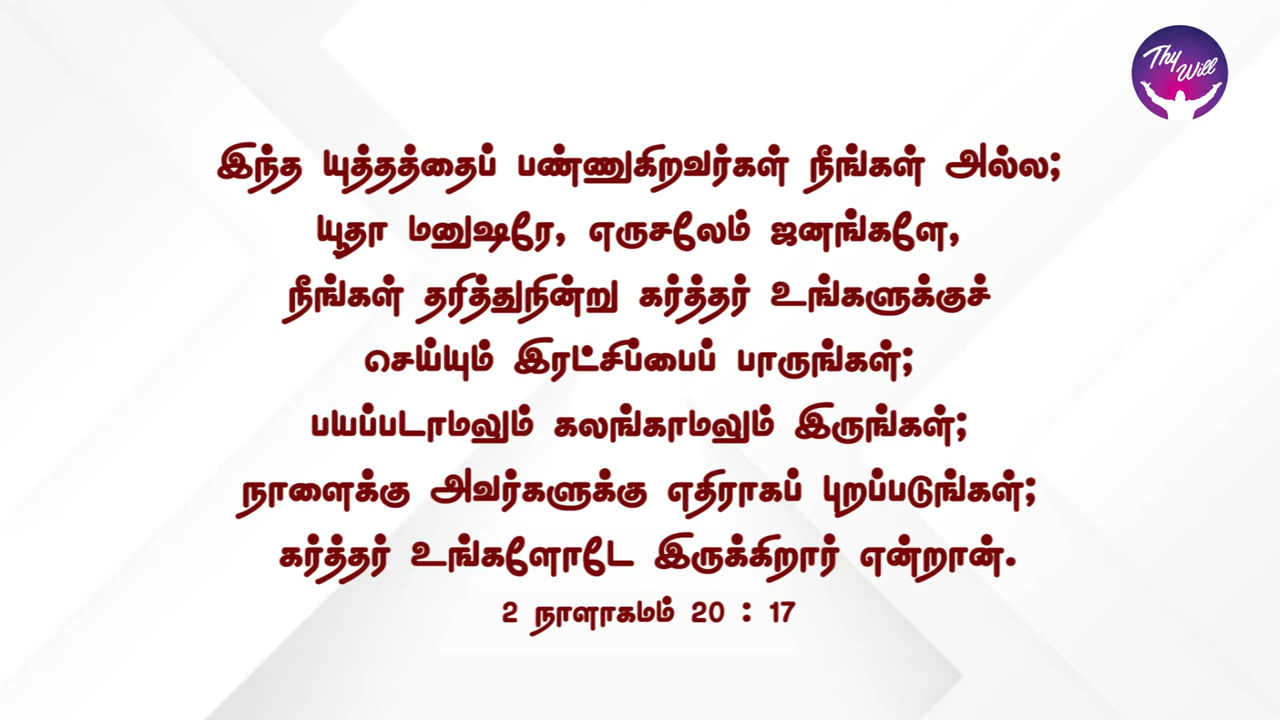 Thy Will
இந்த யுத்தத்தைப் பண்ணுகிறவர்கள் நீங்கள் அல்ல;
யூதா மனுஷரே, எருசலேம் ஜனங்களே,
நீங்கள் தரித்துநின்று கர்த்தர் உங்களுக்குச்
செய்யும் இரட்சிப்பைப் பாருங்கள்;
பயப்படாமலும் கலங்காமலும் இருங்கள்;
நாளைக்கு அவர்களுக்கு எதிராகப் புறப்படுங்கள்;
கர்த்தர் உங்களோடே இருக்கிறார் என்றான்.
2 நாளாகமம் 20 : 17